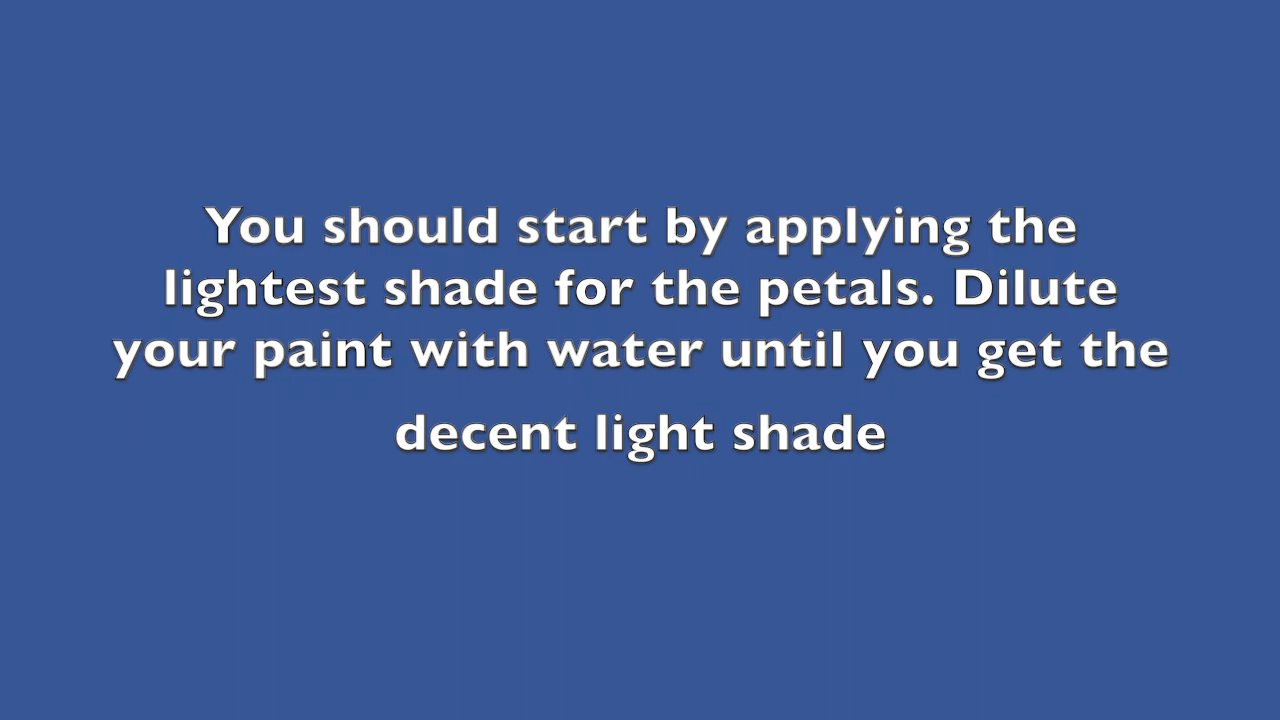 You should start by applying the
lightest shade for the petals. Dilute
your paint with water until you get the
decent light shade